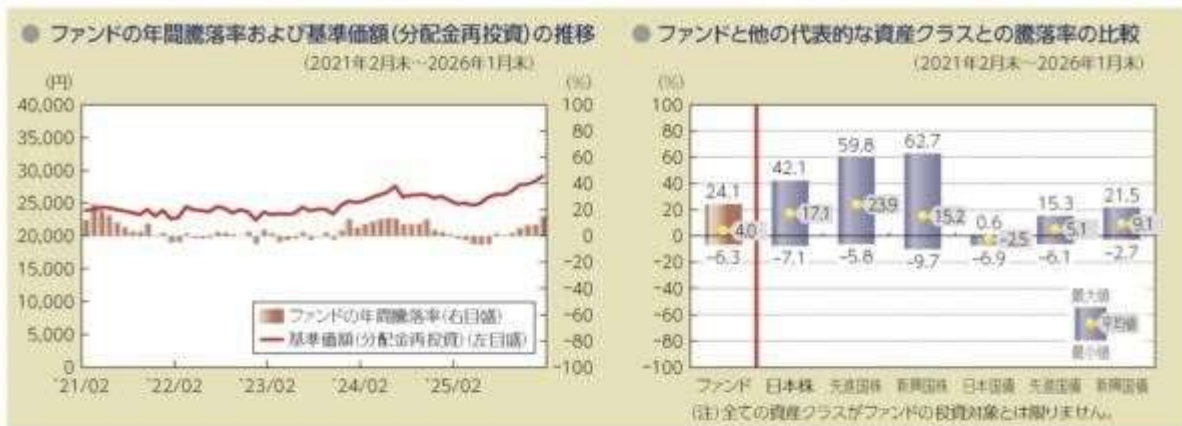 ● ファンドの年間騰落率および基準価額(分配金再投資)の推移
(2021年2月末～2026年1月末)
(円)
(%)
40,000
35,000
30,000
25,000
20,000
15,000
10,000
5,000
0
100
80
60
40
20
0
-20
-40
-60
-80
-100
ファンドの年間騰落率(右目盛)
基準価額(分配金再投資)(左目盛)
'21/02 '22/02 '23/02 '24/02 '25/02
● ファンドと他の代表的な資産クラスとの騰落率の比較
(2021年2月末～2026年1月末)
(%)
100
80
60
40
20
0
-20
-40
-60
-80
-100
24.1 42.1 59.8 62.7 0.6 15.3 21.5
4.0 17.1 23.9 15.2 -2.5 5.1 9.1
-6.3 -7.1 -5.8 -9.7 -6.9 -6.1 -2.7
最大値
平均値
最小値
ファンド 日本株 先進国株 新興国株 日本国債 先進国債 新興国債
(注)全ての資産クラスがファンドの投資対象とは限りません。